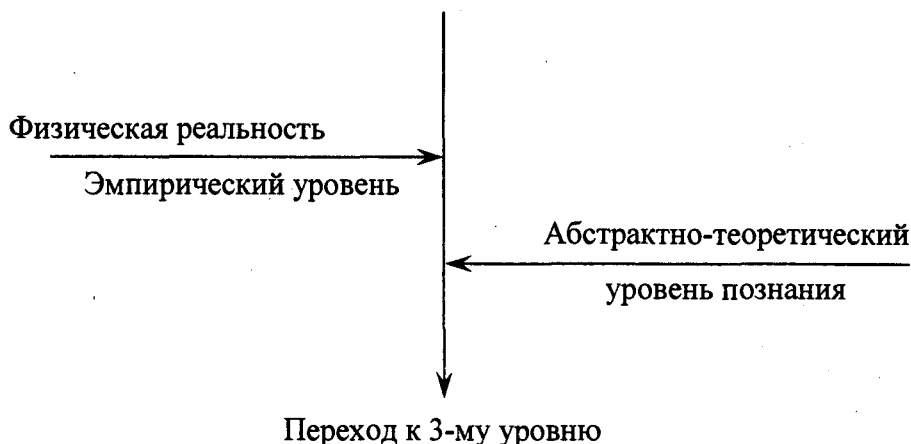 Физическая реальность
Эмпирический уровень
Абстрактно-теоретический
уровень познания
Переход к 3-му уровню